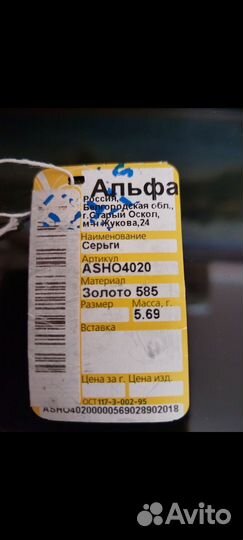 Альфа
Россия,
Белгородская обл.,
г.Старый Оскол,
м-н Жукова,24
Наименование
Серьги
Артикул
ASHO4020
Материал
Золото 585
Размер Масса, г.
5.69
Вставка
Цена за г. Цена изд.
ОСТ117-3-002-95
ASHO40200000569028902018
Avito